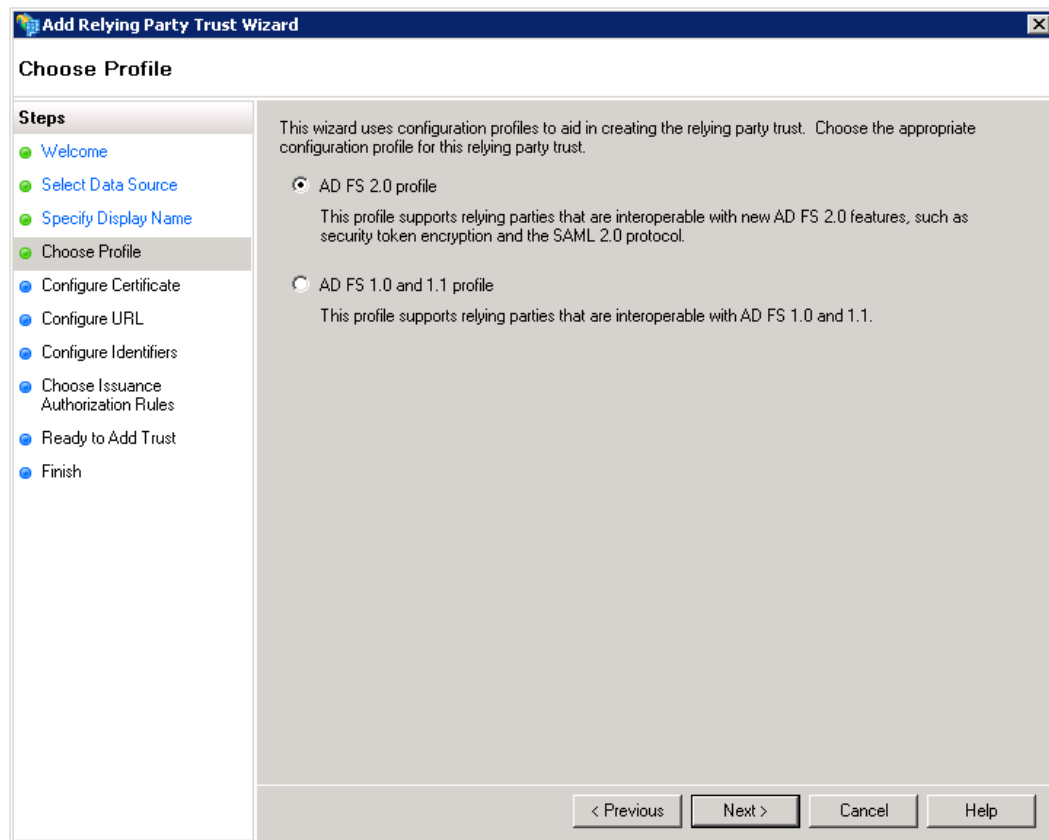 Add Relying Party Trust Wizard
Choose Profile
Steps
Welcome
Select Data Source
Specify Display Name
Choose Profile
Configure Certificate
Configure URL
Configure Identifiers
Choose Issuance
Authorization Rules
Ready to Add Trust
Finish
This wizard uses configuration profiles to aid in creating the relying party trust. Choose the appropriate
configuration profile for this relying party trust.
AD FS 2.0 profile
This profile supports relying parties that are interoperable with new AD FS 2.0 features, such as
security token encryption and the SAML 2.0 protocol.
AD FS 1.0 and 1.1 profile
This profile supports relying parties that are interoperable with AD FS 1.0 and 1.1.
< Previous
Next >
Cancel
Help